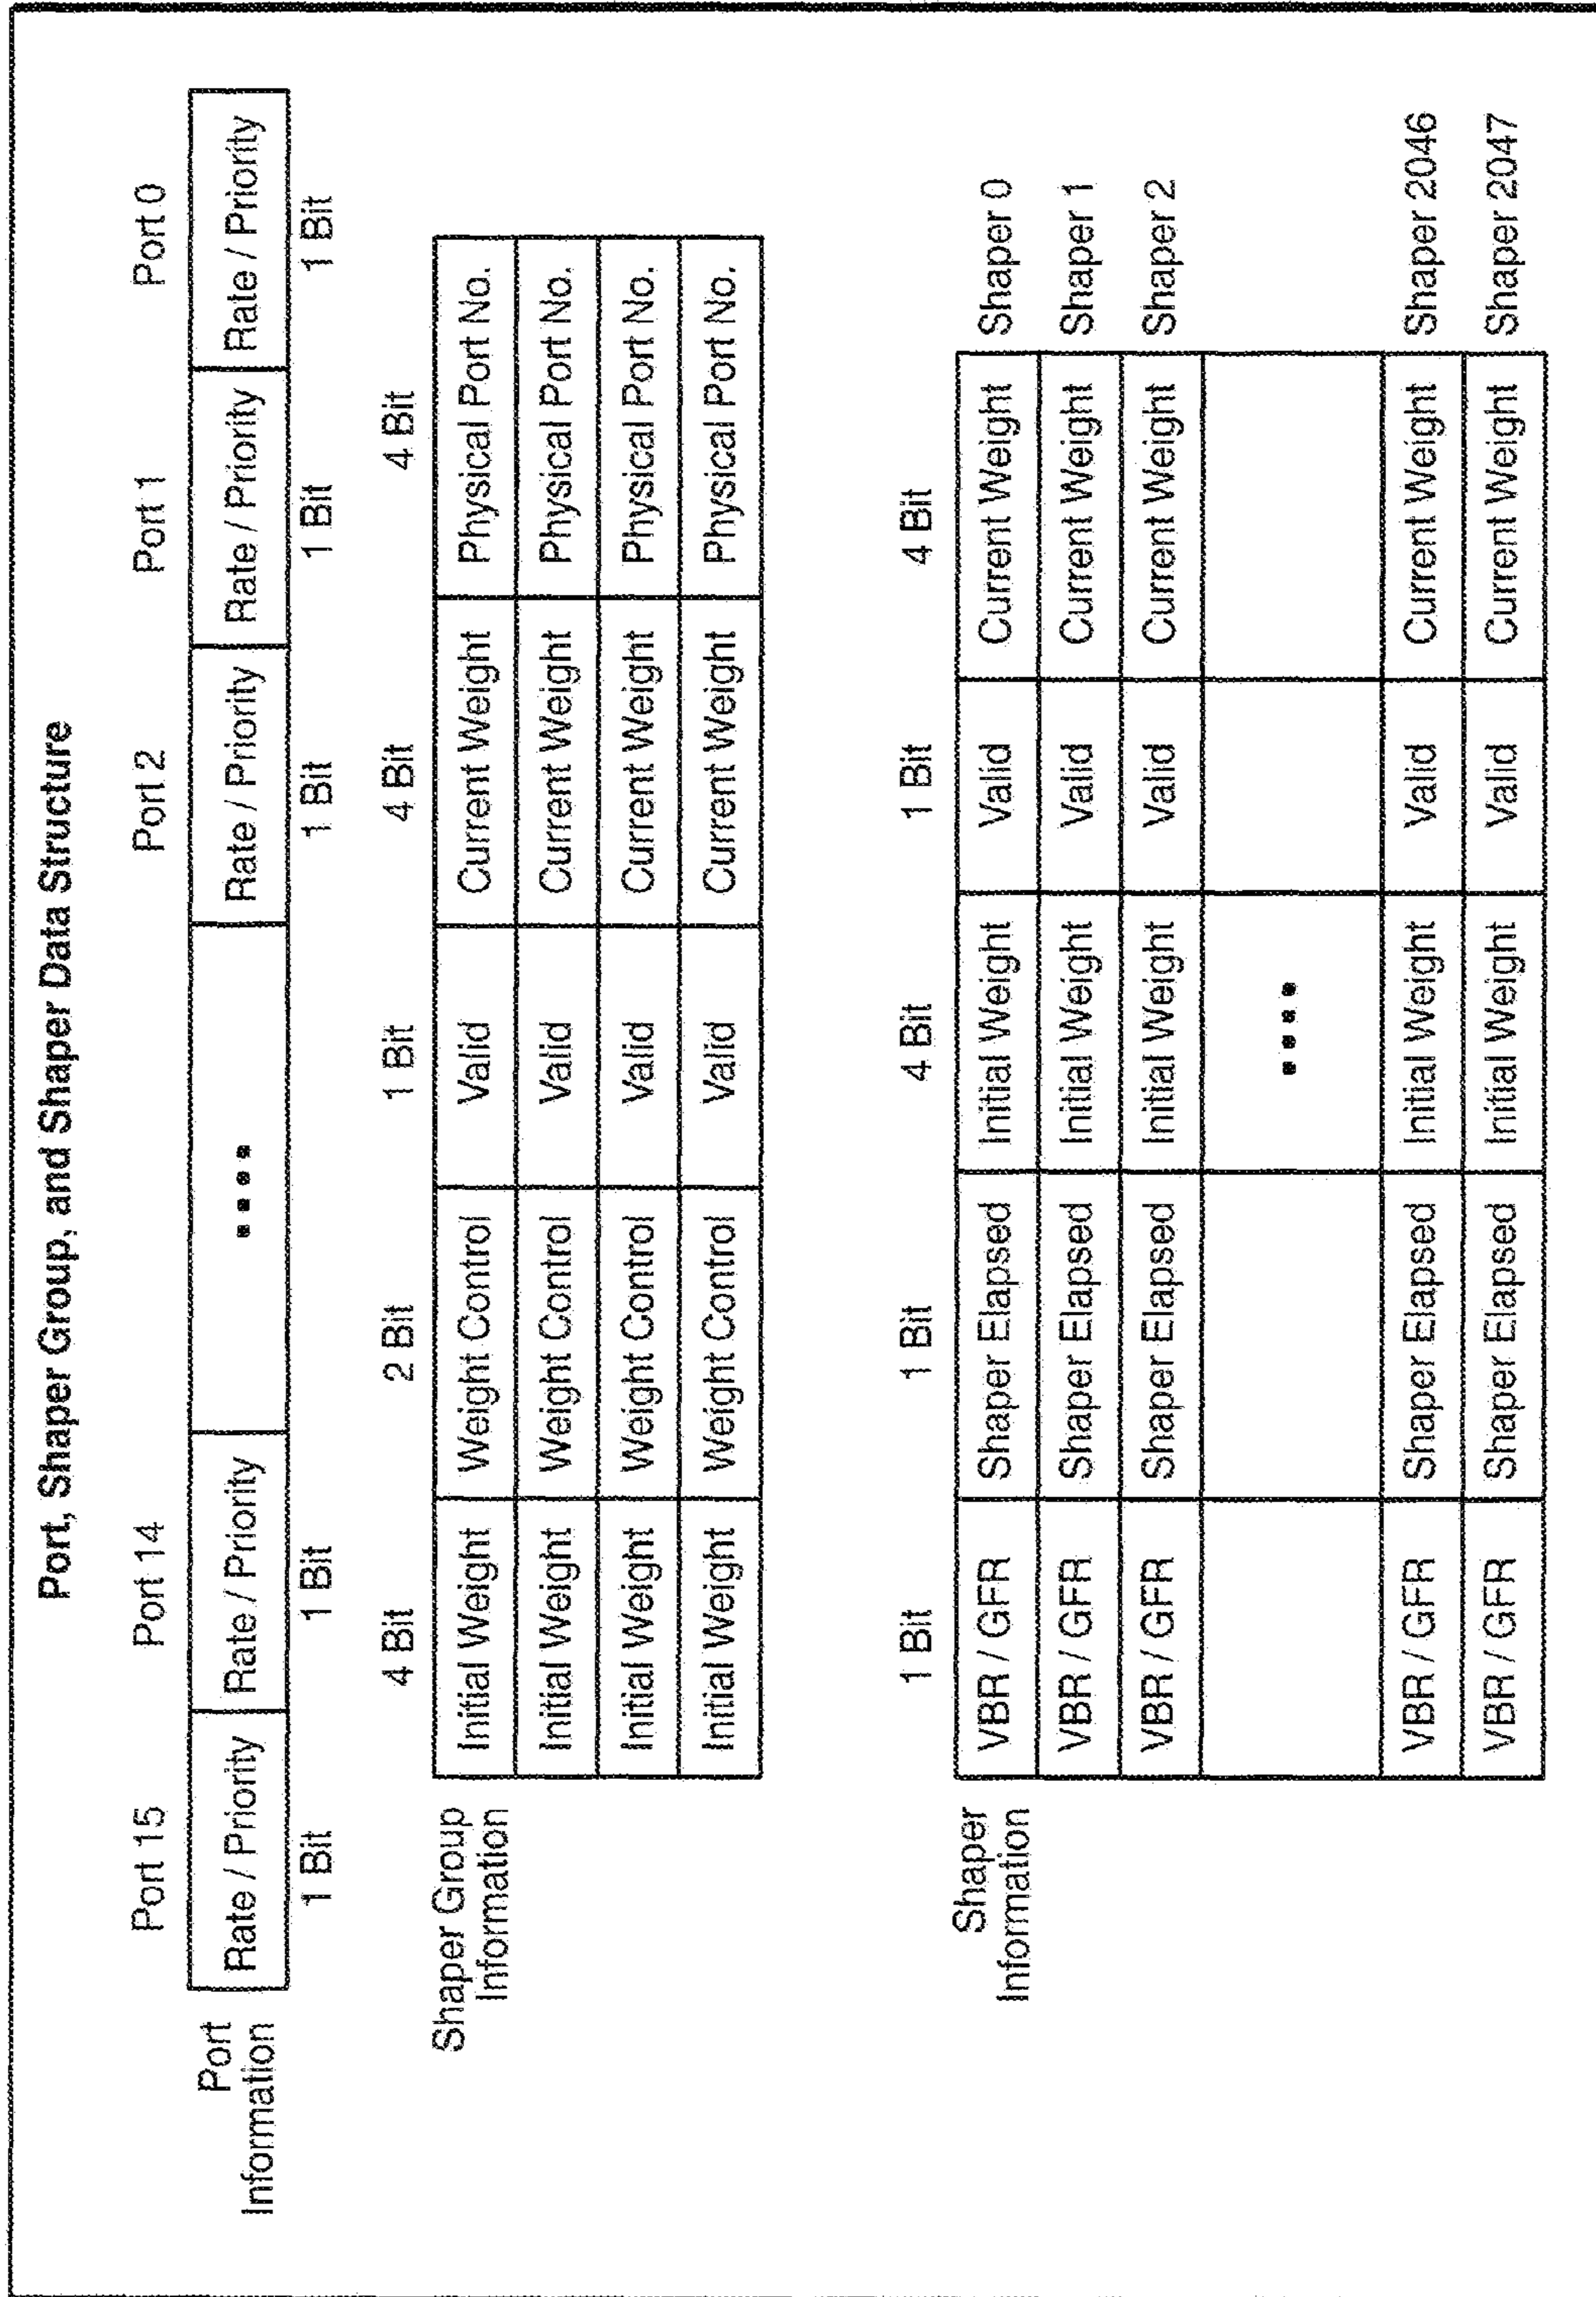 Port, Shaper Group, and Shaper Data Structure
Port 15 Port 14 Port 2 Port 1 Port 0
Port Information
Rate / Priority Rate / Priority •••• Rate / Priority Rate / Priority Rate / Priority
1 Bit 1 Bit 1 Bit 1 Bit 1 Bit
4 Bit 2 Bit 1 Bit 4 Bit 4 Bit
Shaper Group Information
Initial Weight Weight Control Valid Current Weight Physical Port No.
Initial Weight Weight Control Valid Current Weight Physical Port No.
Initial Weight Weight Control Valid Current Weight Physical Port No.
Initial Weight Weight Control Valid Current Weight Physical Port No.
1 Bit 1 Bit 4 Bit 1 Bit 4 Bit
Shaper Information
VBR / GFR Shaper Elapsed Initial Weight Valid Current Weight Shaper 0
VBR / GFR Shaper Elapsed Initial Weight Valid Current Weight Shaper 1
VBR / GFR Shaper Elapsed Initial Weight Valid Current Weight Shaper 2
••••
VBR / GFR Shaper Elapsed Initial Weight Valid Current Weight Shaper 2046
VBR / GFR Shaper Elapsed Initial Weight Valid Current Weight Shaper 2047